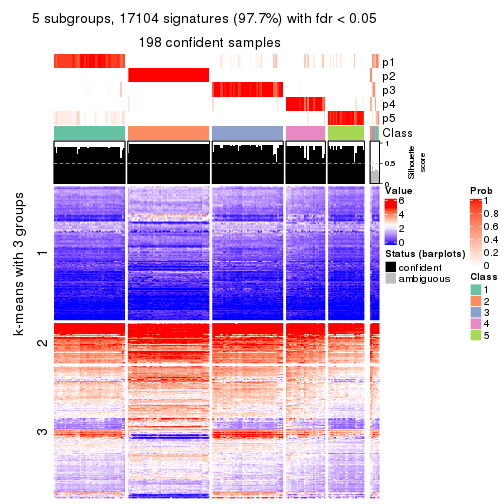 5 subgroups, 17104 signatures (97.7%) with fdr < 0.05
198 confident samples
p1
p2
p3
p4
p5
Class
1
0.5
0
Silhouette
score
k-means with 3 groups
1
2
3
Value
6
4
2
0
Status (barplots)
confident
ambiguous
Prob
1
0.8
0.6
0.4
0.2
0
Class
1
2
3
4
5